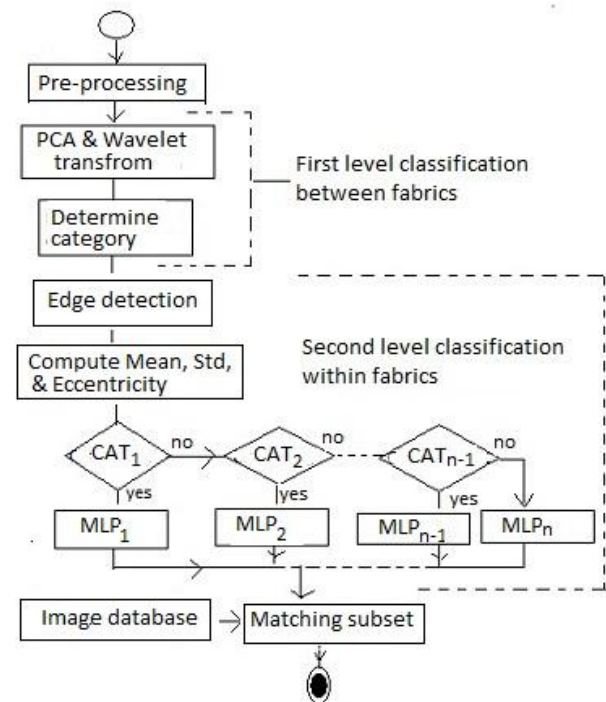 Pre-processing
PCA & Wavelet
transfrom
First level classification
between fabrics
Determine
category
Edge detection
Compute Mean, Std,
& Eccentricity
Second level classification
within fabrics
CAT1
no
CAT2
no
CATn-1
no
yes
yes
yes
MLP1
MLP2
MLPn-1
MLPn
Image database
Matching subset